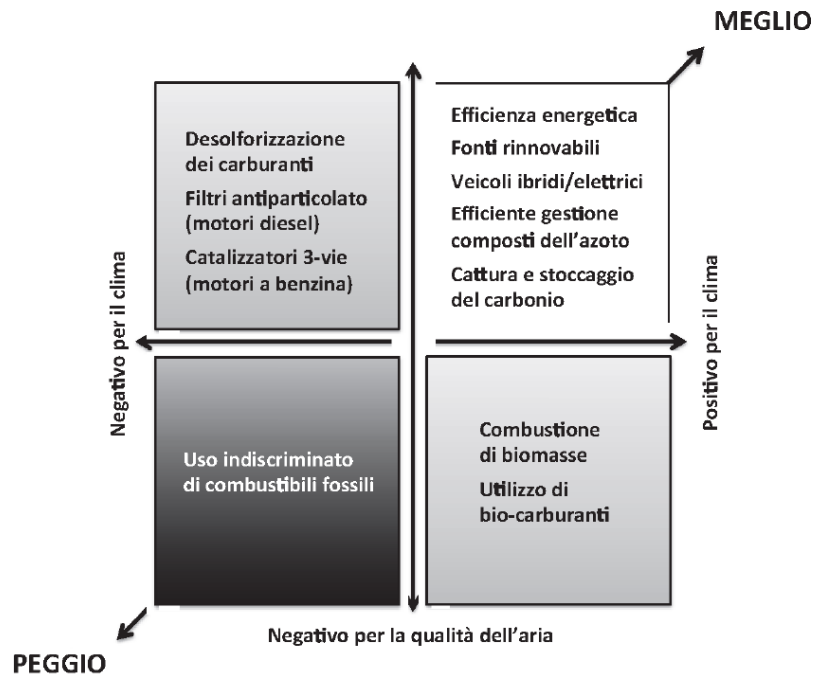 MEGLIO
Desolforizzazione
dei carburanti
Filtri antiparticolato
(motori diesel)
Catalizzatori 3-vie
(motori a benzina)
Efficienza energetica
Fonti rinnovabili
Veicoli ibridi/elettrici
Efficiente gestione
composti dell'azoto
Cattura e stoccaggio
del carbonio
Negativo per il clima
Positivo per il clima
Uso indiscriminato
di combustibili fossili
Combustione
di biomasse
Utilizzo di
bio-carburanti
Negativo per la qualità dell'aria
PEGGIO